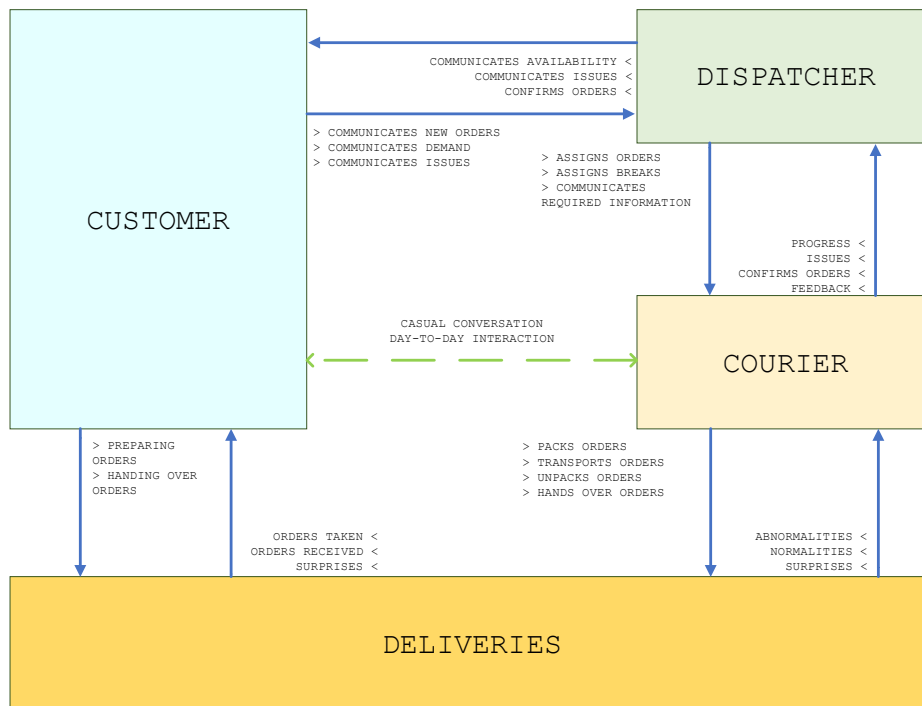 COMMUNICATES AVAILABILITY <
COMMUNICATES ISSUES <
CONFIRMS ORDERS <
DISPATCHER
> COMMUNICATES NEW ORDERS
> COMMUNICATES DEMAND
> COMMUNICATES ISSUES
> ASSIGNS ORDERS
> ASSIGNS BREAKS
> COMMUNICATES
REQUIRED INFORMATION
CUSTOMER
PROGRESS <
ISSUES <
CONFIRMS ORDERS <
FEEDBACK <
CASUAL CONVERSATION
DAY-TO-DAY INTERACTION
COURIER
> PREPARING
ORDERS
> HANDING OVER
ORDERS
> PACKS ORDERS
> TRANSPORTS ORDERS
> UNPACKS ORDERS
> HANDS OVER ORDERS
ORDERS TAKEN <
ORDERS RECEIVED <
SURPRISES <
ABNORMALITIES <
NORMALITIES <
SURPRISES <
DELIVERIES